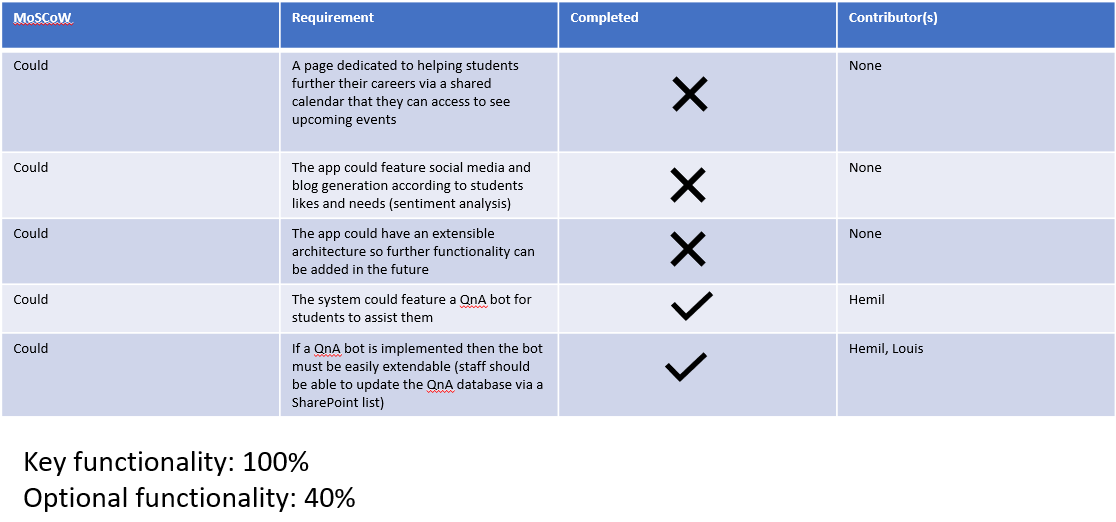 MoSCoW
Requirement
Completed
Contributor(s)
Could
A page dedicated to helping students
further their careers via a shared
calendar that they can access to see
upcoming events
None
Could
The app could feature social media and
blog generation according to students
likes and needs (sentiment analysis)
None
Could
The app could have an extensible
architecture so further functionality can
be added in the future
None
Could
The system could feature a QnA bot for
students to assist them
Hemil
Could
If a QnA bot is implemented then the bot
must be easily extendable (staff should
be able to update the QnA database via a
SharePoint list)
Hemil, Louis
Key functionality: 100%
Optional functionality: 40%